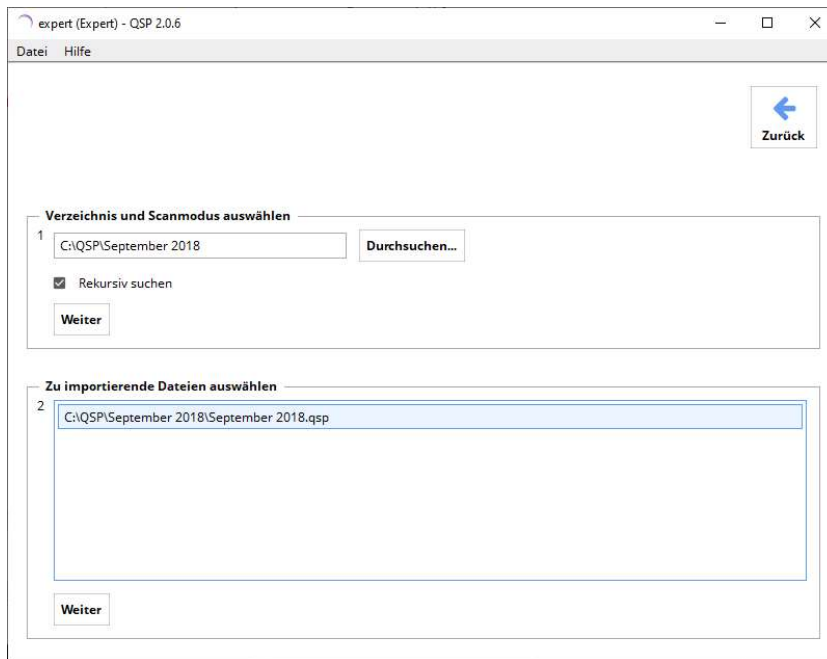 expert (Expert) - QSP 2.0.6
Datei Hilfe
Zurück
Verzeichnis und Scanmodus auswählen
1
C:\QSP\September 2018
Durchsuchen...
Rekursiv suchen
Weiter
Zu importierende Dateien auswählen
2
C:\QSP\September 2018\September 2018.qsp
Weiter